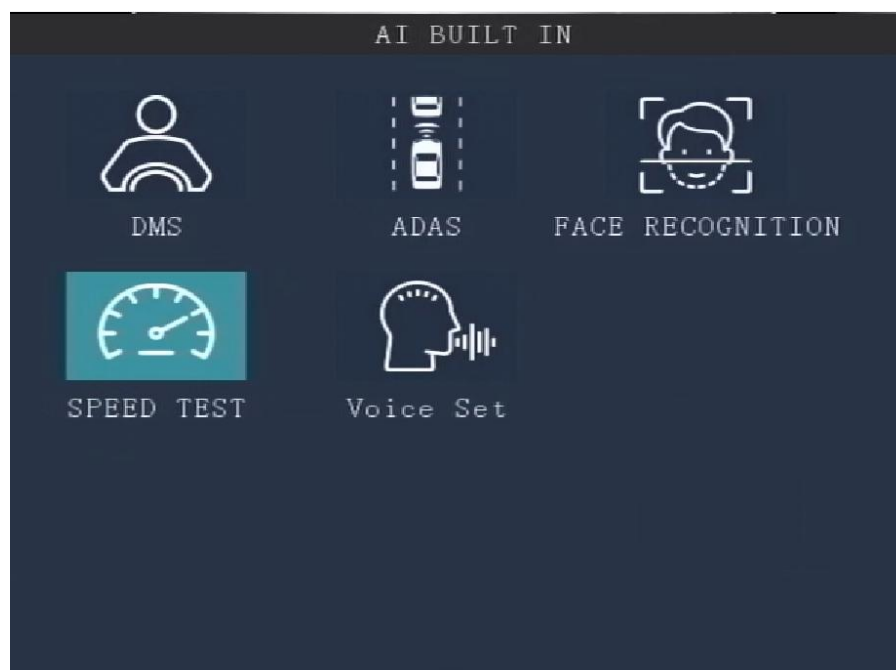 AI BUILT IN
DMS ADAS FACE RECOGNITION
SPEED TEST Voice Set